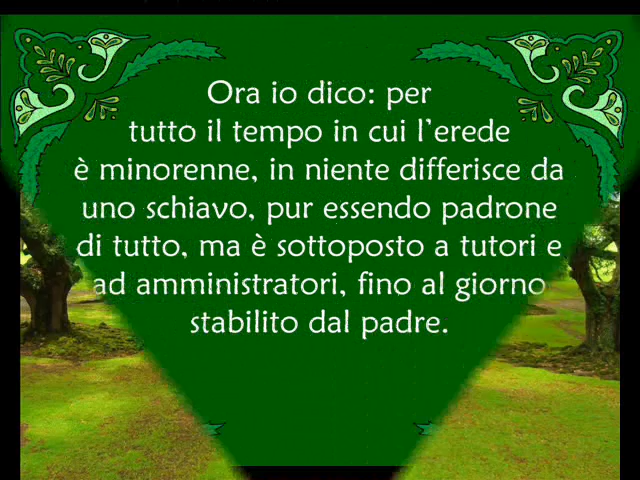 Ora io dico: per
tutto il tempo in cui l'erede
è minorenne, in niente differisce da
uno schiavo, pur essendo padrone
di tutto, ma è sottoposto a tutori e
ad amministratori, fino al giorno
stabilito dal padre.